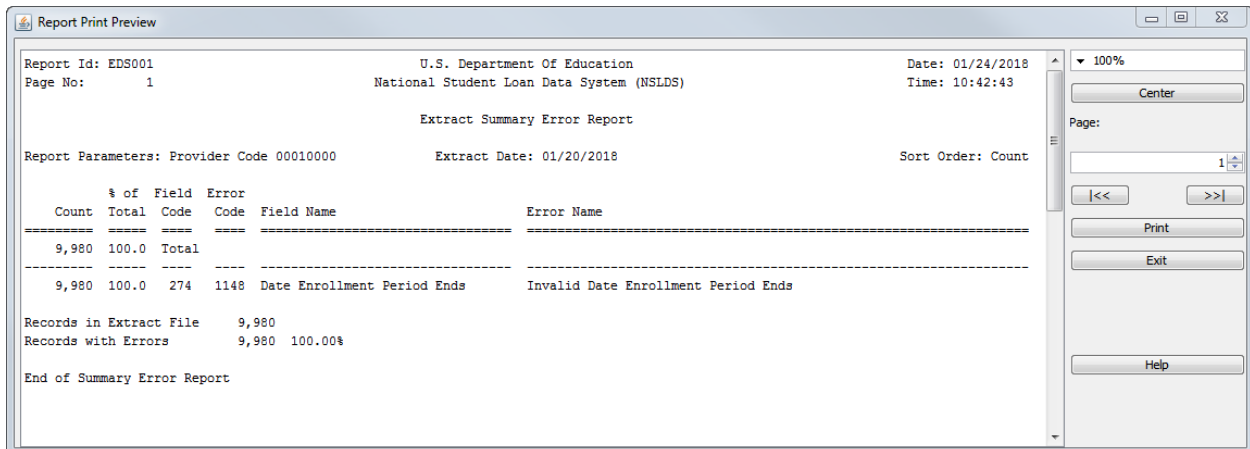 Report Print Preview
Report Id: EDS001 U.S. Department Of Education Date: 01/24/2018
Page No: 1 National Student Loan Data System (NSLDS) Time: 10:42:43
Extract Summary Error Report
Report Parameters: Provider Code 00010000 Extract Date: 01/20/2018 Sort Order: Count
% of Field Error
Count Total Code Code Field Name Error Name
========= ===== ==== ==== ================================= ==================================================================
9,980 100.0 Total
--------- ----- ---- ---- --------------------------------- ------------------------------------------------------------------
9,980 100.0 274 1148 Date Enrollment Period Ends Invalid Date Enrollment Period Ends
Records in Extract File 9,980
Records with Errors 9,980 100.00%
End of Summary Error Report
100%
Center
Page:
1
|<< >>|
Print
Exit
Help